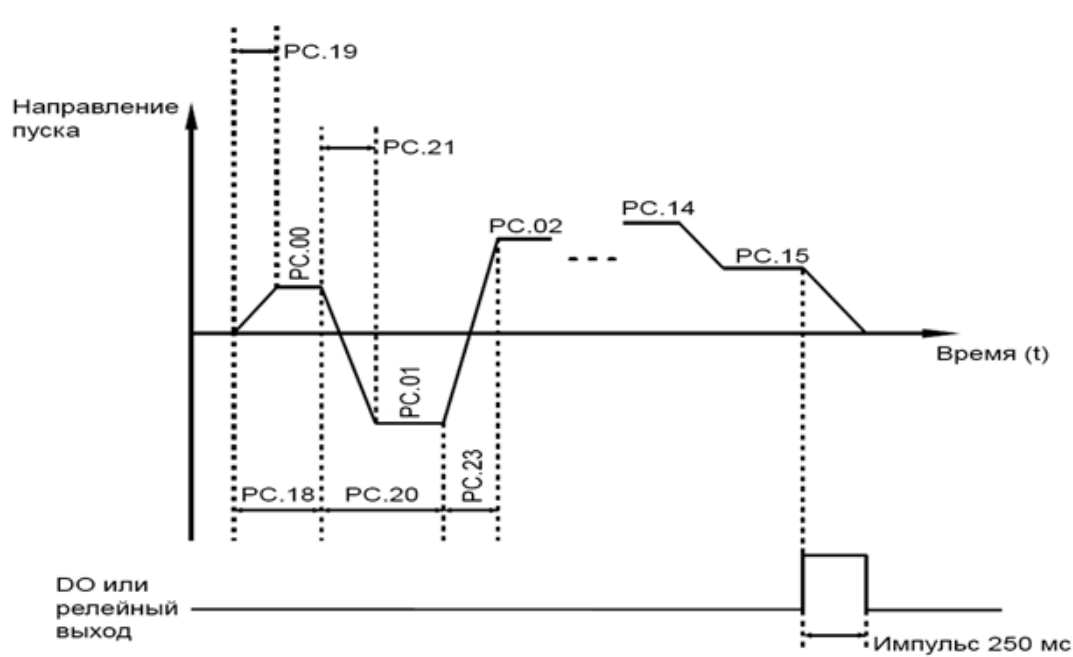 PC.19
Направление
пуска
PC.21
PC.14
PC.02
PC.00
PC.15
Время (t)
PC.01
PC.23
PC.18
PC.20
DO или
релейный
выход
Импульс 250 мс